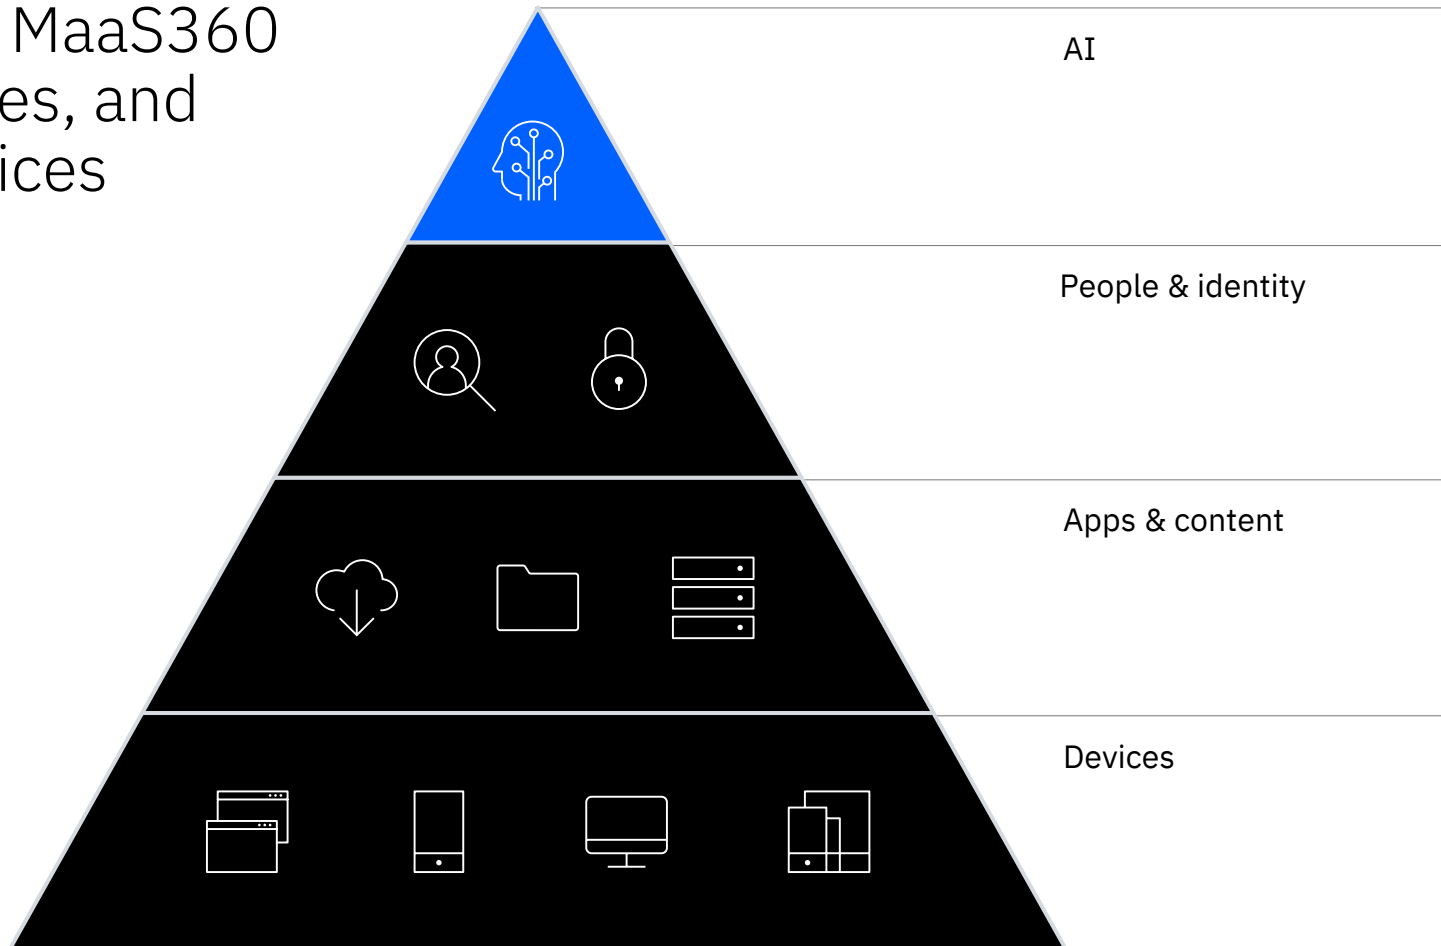 MaaS360
es, and
ices
AI
People & identity
Apps & content
Devices